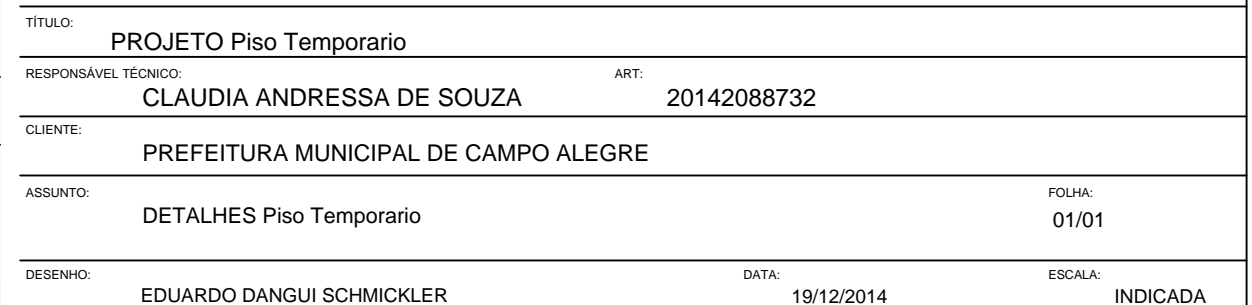 TÍTULO:
PROJETO Piso Temporario
RESPONSÁVEL TÉCNICO: ART:
CLAUDIA ANDRESSA DE SOUZA 20142088732
CLIENTE:
PREFEITURA MUNICIPAL DE CAMPO ALEGRE
ASSUNTO: FOLHA:
DETALHES Piso Temporario 01/01
DESENHO: DATA: ESCALA:
EDUARDO DANGUI SCHMICKLER 19/12/2014 INDICADA